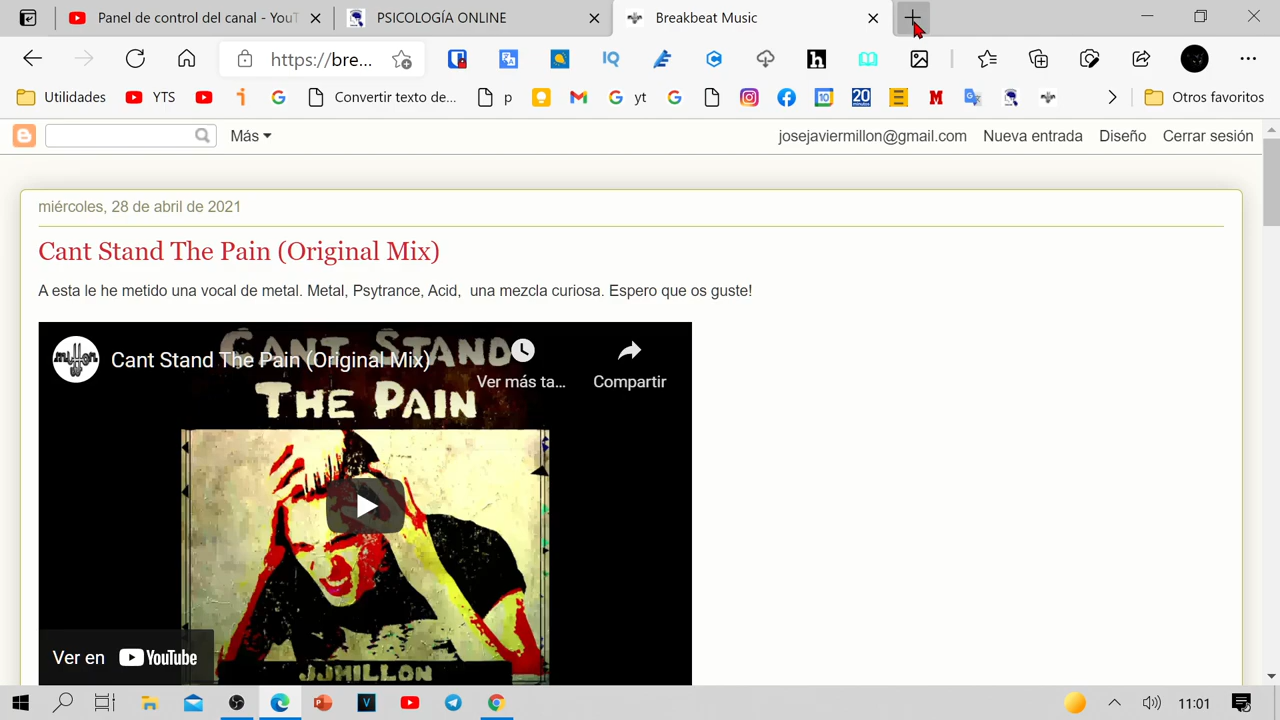 Panel de control del canal - YouT
PSICOLOGÍA ONLINE
Breakbeat Music
https://bre...
Utilidades
YTS
Convertir texto de...
p
yt
Otros favoritos
Más
josejaviermillon@gmail.com
Nueva entrada
Diseño
Cerrar sesión
miércoles, 28 de abril de 2021
Cant Stand The Pain (Original Mix)
A esta le he metido una vocal de metal. Metal, Psytrance, Acid, una mezcla curiosa. Espero que os guste!
CANT STAND
Cant Stand The Pain (Original Mix)
Ver más ta...
Compartir
THE PAIN
Ver en YouTube
JJMILLON
11:01